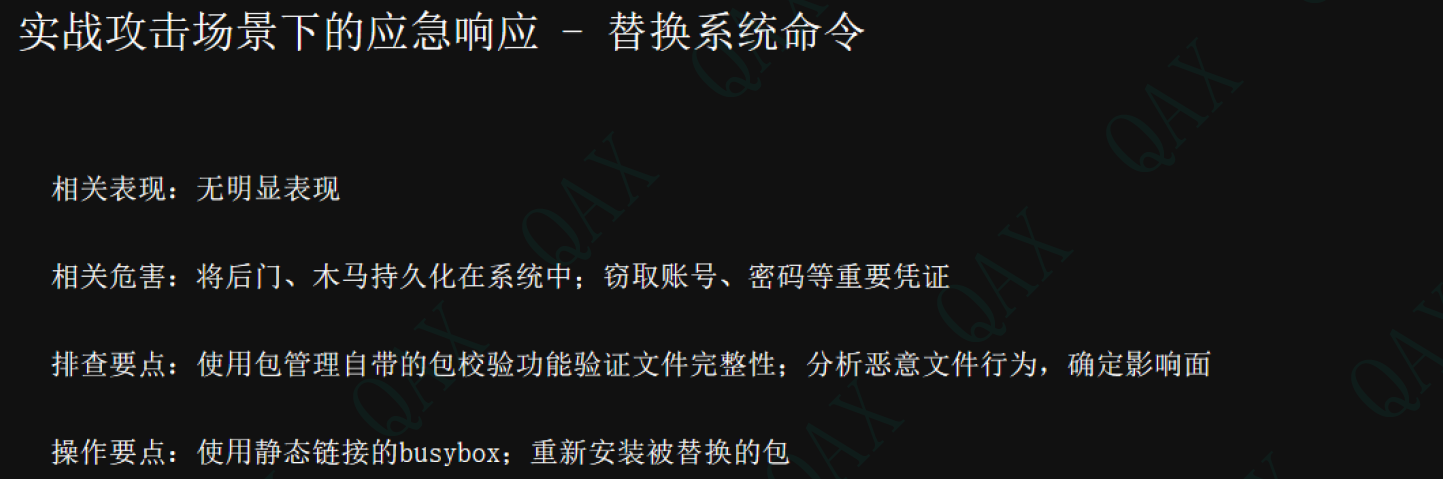 实战攻击场景下的应急响应 - 替换系统命令
相关表现：无明显表现
相关危害：将后门、木马持久化在系统中；窃取账号、密码等重要凭证
排查要点：使用包管理自带的包校验功能验证文件完整性；分析恶意文件行为，确定影响面
操作要点：使用静态链接的busybox；重新安装被替换的包
QAX
QAX
QAX
QAX
QAX
QAX
QAX